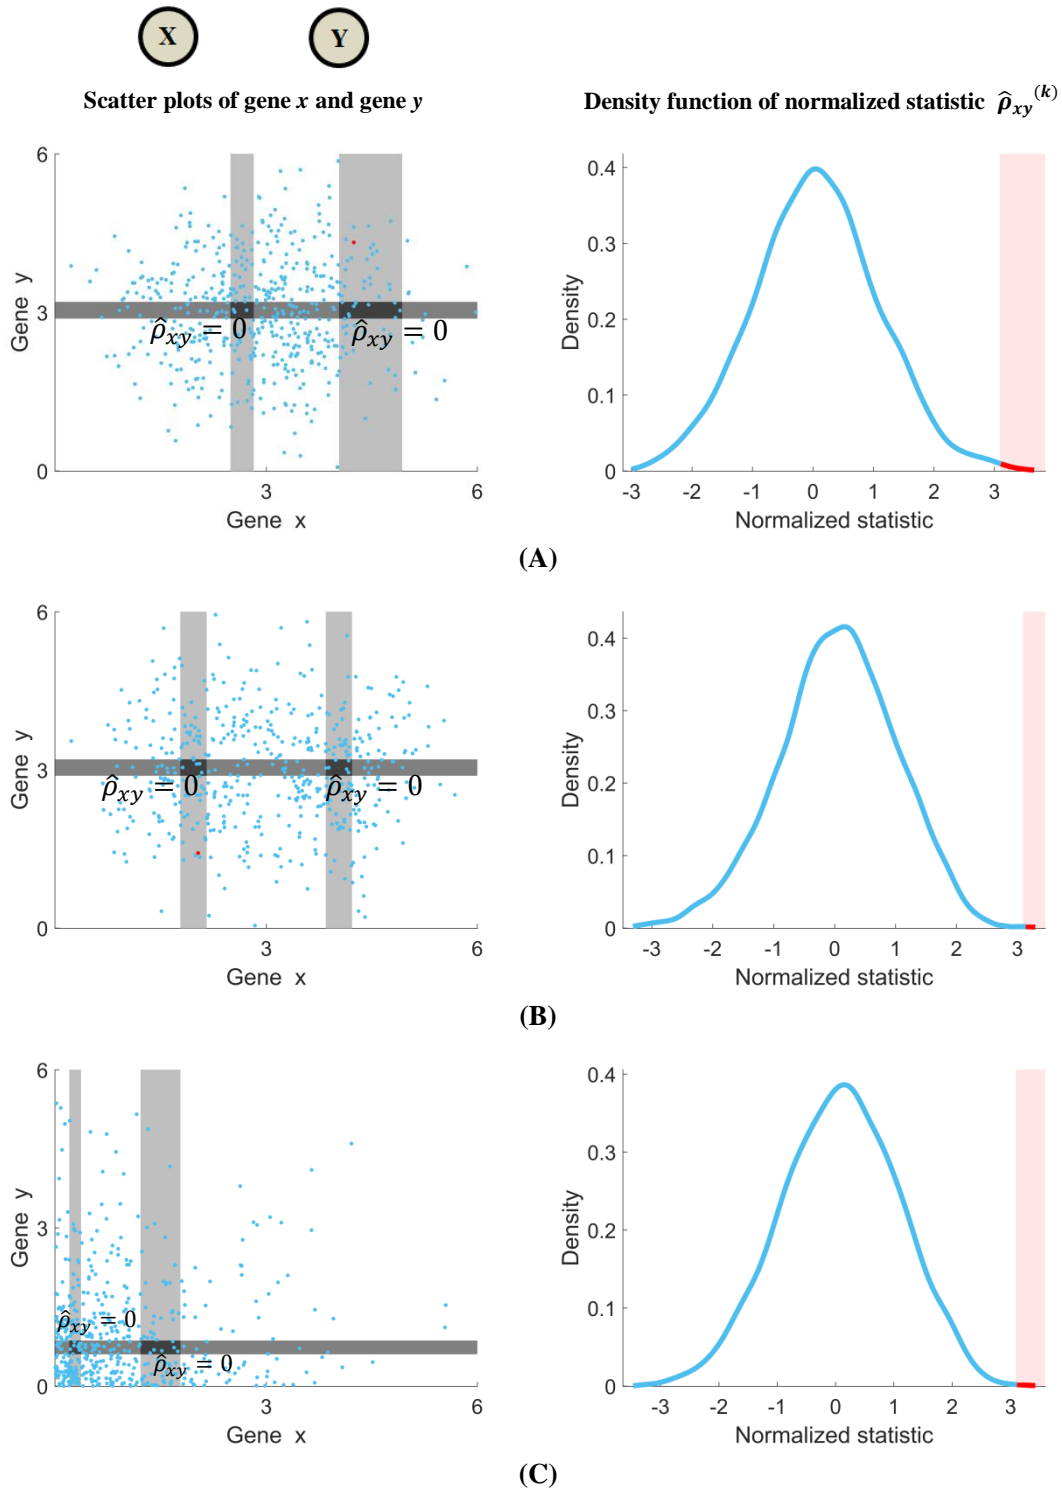 X Y
Scatter plots of gene x and gene y
Density function of normalized statistic ρ̂xy(k)
6
3
0
3
6
Gene y
Gene x
ρ̂xy = 0
ρ̂xy = 0
0.4
0.3
0.2
0.1
0
-3 -2 -1 0 1 2 3
Density
Normalized statistic
(A)
6
3
0
3
6
Gene y
Gene x
ρ̂xy = 0
ρ̂xy = 0
0.4
0.3
0.2
0.1
0
-3 -2 -1 0 1 2 3
Density
Normalized statistic
(B)
6
3
0
3
6
Gene y
Gene x
ρ̂xy = 0
ρ̂xy = 0
0.4
0.3
0.2
0.1
0
-3 -2 -1 0 1 2 3
Density
Normalized statistic
(C)